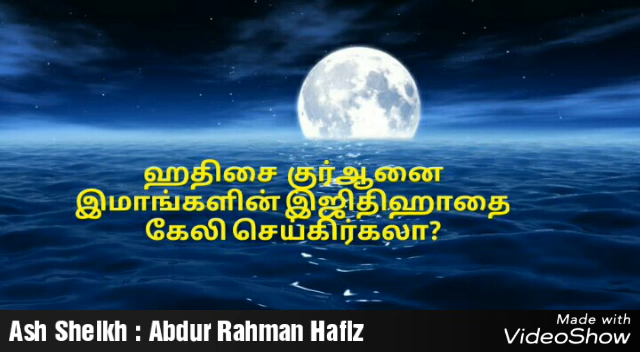 ஹதிசை குர்ஆனை
இமாங்களின் இஜிதிஹாதை
கேலி செய்கிர்கலா?
Ash Sheikh : Abdur Rahman Hafiz
Made with
VideoShow